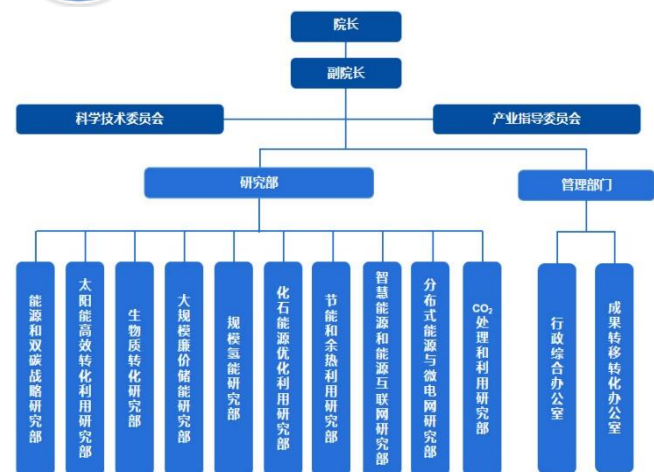 院长
副院长
科学技术委员会
产业指导委员会
研究部
管理部门
能源和双碳战略研究部
太阳能高效转化利用研究部
生物质转化研究部
大规模廉价储能研究部
规模氢能研究部
化石能源优化利用研究部
节能和余热利用研究部
智慧能源和能源互联网研究部
分布式能源与微电网研究部
CO₂处理和利用研究部
行政综合办公室
成果转移转化办公室